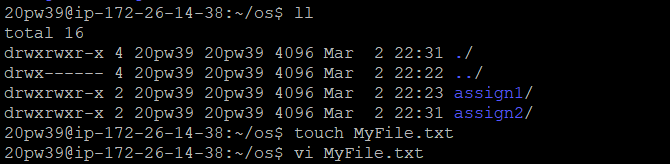 20pw39@ip-172-26-14-38:~/os$ ll
total 16
drwxrwxr-x 4 20pw39 20pw39 4096 Mar  2 22:31 ./
drwx------ 4 20pw39 20pw39 4096 Mar  2 22:22 ../
drwxrwxr-x 2 20pw39 20pw39 4096 Mar  2 22:23 assign1/
drwxrwxr-x 2 20pw39 20pw39 4096 Mar  2 22:31 assign2/
20pw39@ip-172-26-14-38:~/os$ touch MyFile.txt
20pw39@ip-172-26-14-38:~/os$ vi MyFile.txt